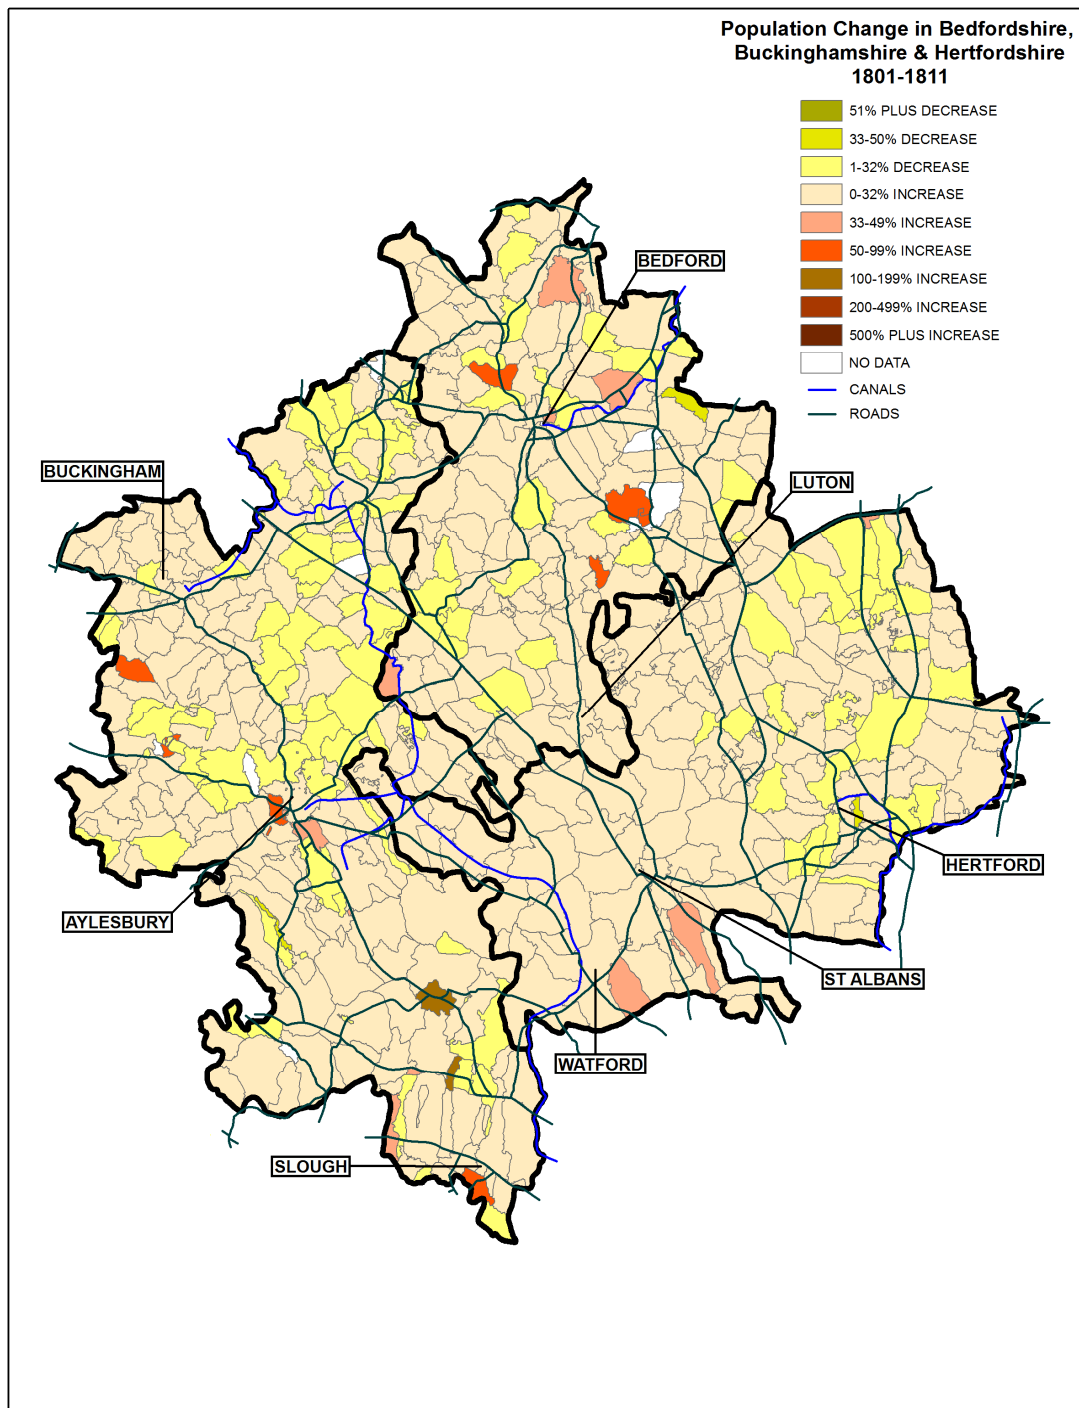 Population Change in Bedfordshire,
Buckinghamshire & Hertfordshire
1801-1811
51% PLUS DECREASE
33-50% DECREASE
1-32% DECREASE
0-32% INCREASE
33-49% INCREASE
50-99% INCREASE
100-199% INCREASE
200-499% INCREASE
500% PLUS INCREASE
NO DATA
CANALS
ROADS
BEDFORD
BUCKINGHAM
LUTON
HERTFORD
AYLESBURY
ST ALBANS
WATFORD
SLOUGH